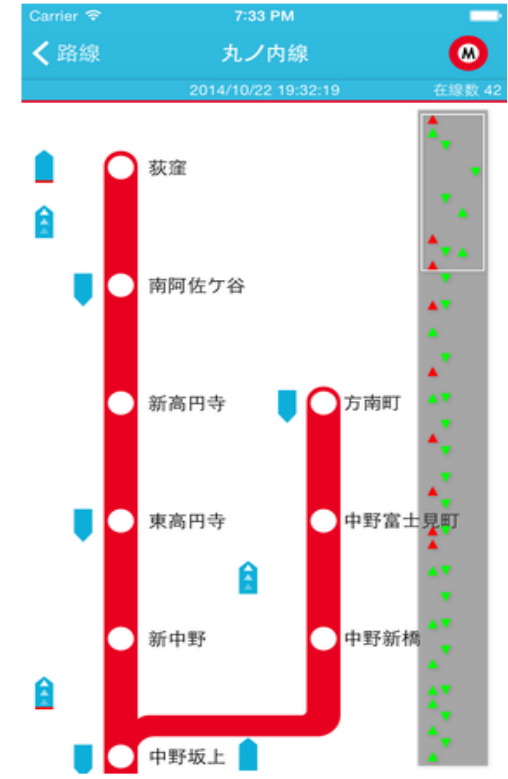 Carrier 7:33 PM
路線 丸ノ内線 M
2014/10/22 19:32:19 在線数 42
荻窪
南阿佐ケ谷
新高円寺 方南町
東高円寺 中野富士見町
新中野 中野新橋
中野坂上